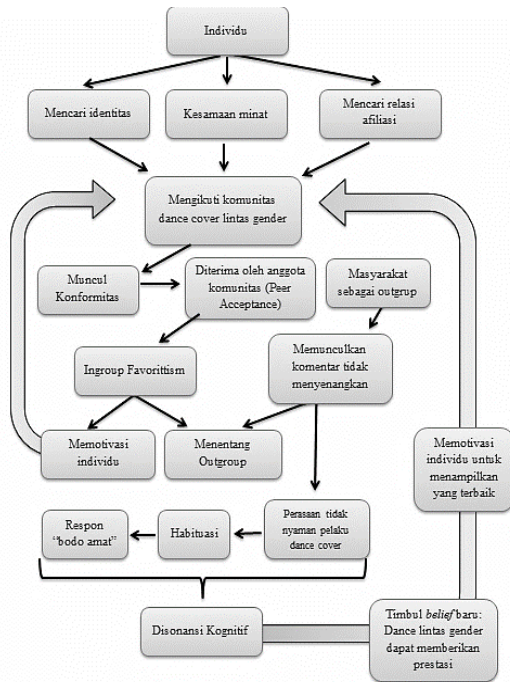 Individu
Mencari identitas
Kesamaan minat
Mencari relasi
afiliasi
Mengikuti komunitas
dance cover lintas gender
Muncul
Konformitas
Diterima oleh anggota
komunitas (Peer
Acceptance)
Masyarakat
sebagai outgrup
Ingroup Favorittism
Memunculkan
komentar tidak
menyenangkan
Memotivasi
individu
Menentang
Outgroup
Memotivasi
individu untuk
menampilkan
yang terbaik
Respon
"bodo amat"
Habituasi
Perasaan tidak
nyaman pelaku
dance cover
Disonansi Kognitif
Timbul belief baru:
Dance lintas gender
dapat memberikan
prestasi